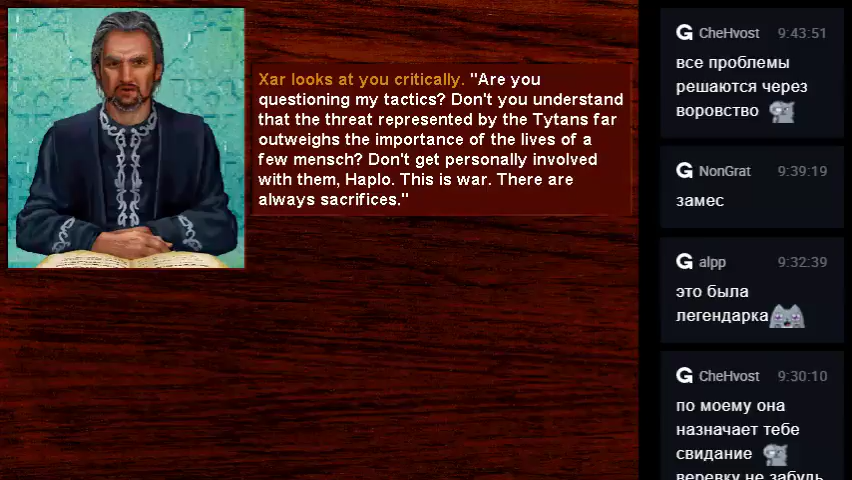 Xar looks at you critically. "Are you
questioning my tactics? Don't you understand
that the threat represented by the Tytans far
outweighs the importance of the lives of a
few mensch? Don't get personally involved
with them, Haplo. This is war. There are
always sacrifices."
CheHvost 9:43:51
все проблемы
решаются через
воровство
NonGrat 9:39:19
замес
alpp 9:32:39
это была
легендарка
CheHvost 9:30:10
по моему она
назначает тебе
свидание
веревку не забудь